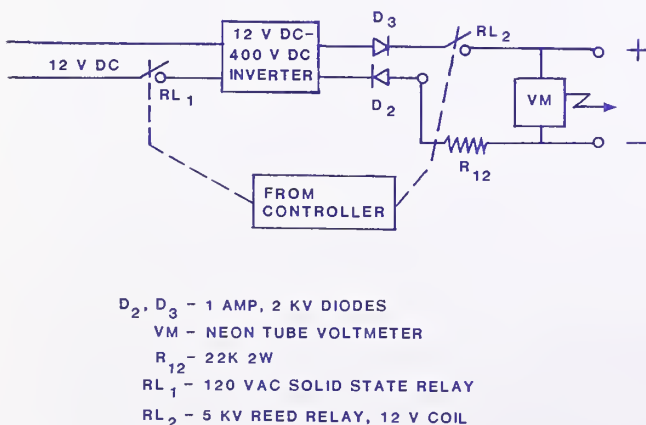 12 V DC-
400 V DC
INVERTER
D3
RL2
12 V DC
RL1
D2
VM
+
R12
−
FROM
CONTROLLER
D2, D3 – 1 AMP, 2 KV DIODES
VM – NEON TUBE VOLTMETER
R12 – 22K 2W
RL1 – 120 VAC SOLID STATE RELAY
RL2 – 5 KV REED RELAY, 12 V COIL